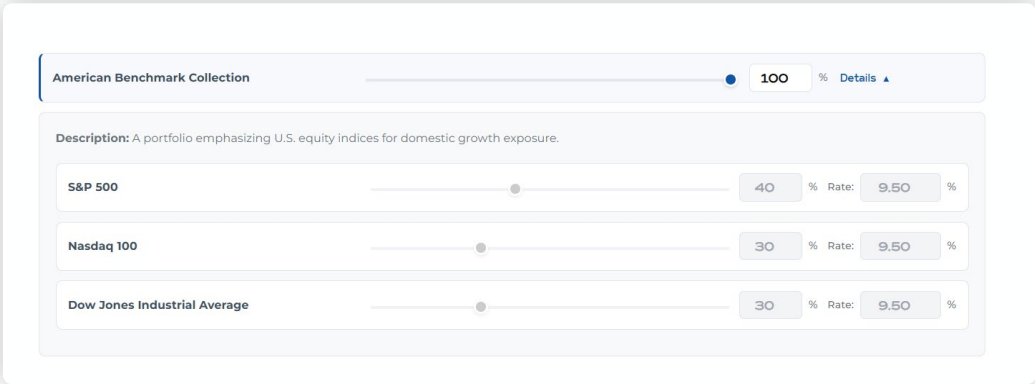 American Benchmark Collection 100 % Details ▲
Description: A portfolio emphasizing U.S. equity indices for domestic growth exposure.
S&P 500 40 % Rate: 9.50 %
Nasdaq 100 30 % Rate: 9.50 %
Dow Jones Industrial Average 30 % Rate: 9.50 %